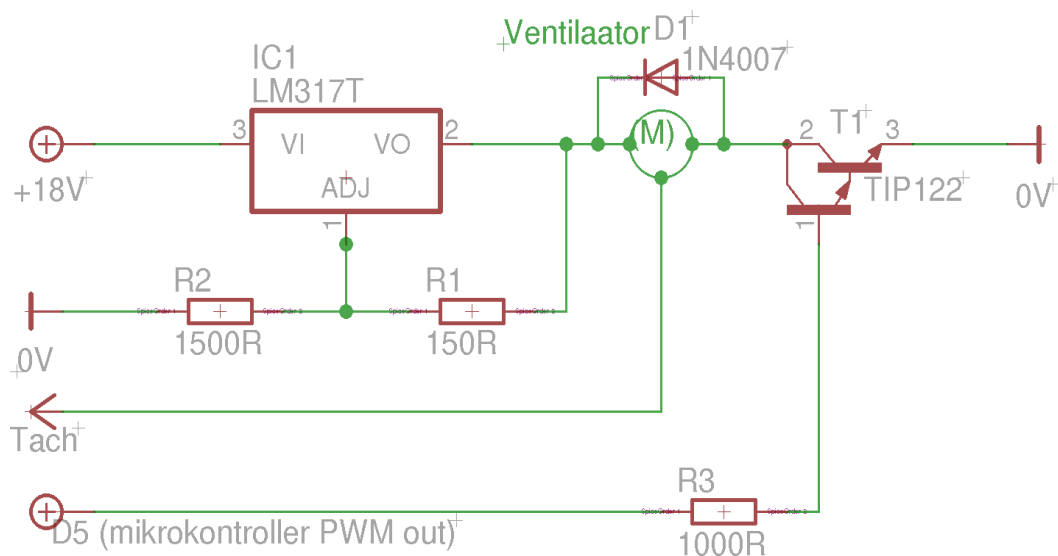 Ventilaator
D1
1N4007
IC1
LM317T
T1
3
VI
VO
2
(M)
2
3
+18V
ADJ
1
TIP122
1
0V
R2
R1
1500R
150R
0V
Tach
R3
D5 (mikrokontroller PWM out)
1000R